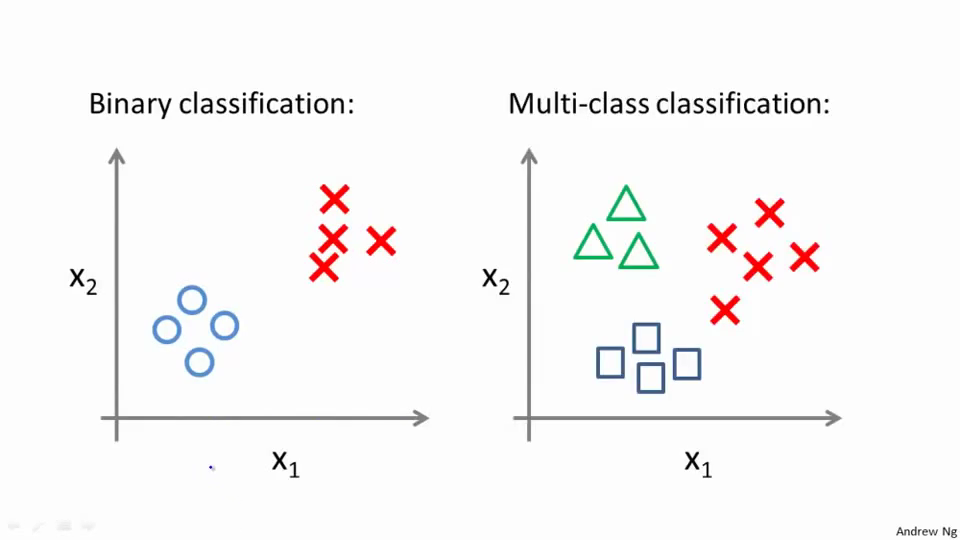 Binary classification:
Multi-class classification:
x2
x1
x2
x1
Andrew Ng